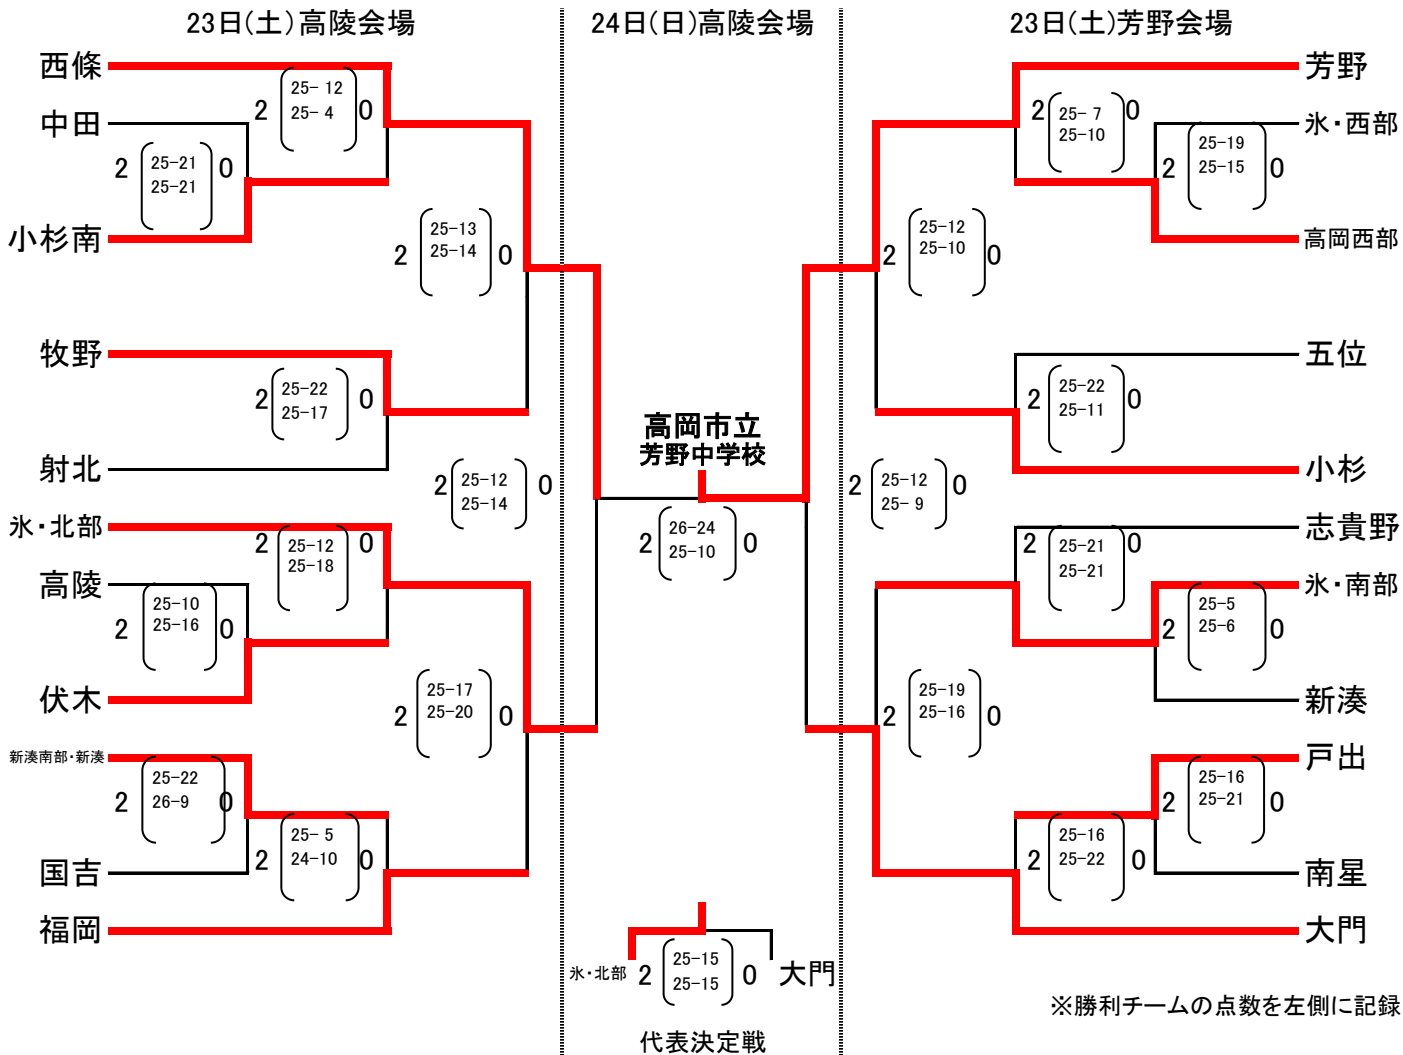 23日(土)高陵会場
24日(日)高陵会場
23日(土)芳野会場
西條
2
25- 12
25- 4
0
中田
2
25-21
25-21
0
小杉南
2
25-13
25-14
0
牧野
2
25-22
25-17
0
射北
2
25-12
25-14
0
氷・北部
2
25-12
25-18
0
高陵
2
25-10
25-16
0
伏木
2
25-17
25-20
0
新湊南部・新湊
2
25-22
26-9
0
国吉
2
25- 5
24-10
0
福岡
高岡市立
芳野中学校
2
26-24
25-10
0
氷・北部
2
25-15
25-15
0
大門
代表決定戦
芳野
2
25- 7
25-10
0
氷・西部
2
25-19
25-15
0
高岡西部
2
25-12
25-10
0
五位
2
25-22
25-11
0
小杉
2
25-12
25- 9
0
志貴野
2
25-21
25-21
0
氷・南部
2
25-5
25-6
0
新湊
2
25-19
25-16
0
戸出
2
25-16
25-21
0
南星
2
25-16
25-22
0
大門
※勝利チームの点数を左側に記録